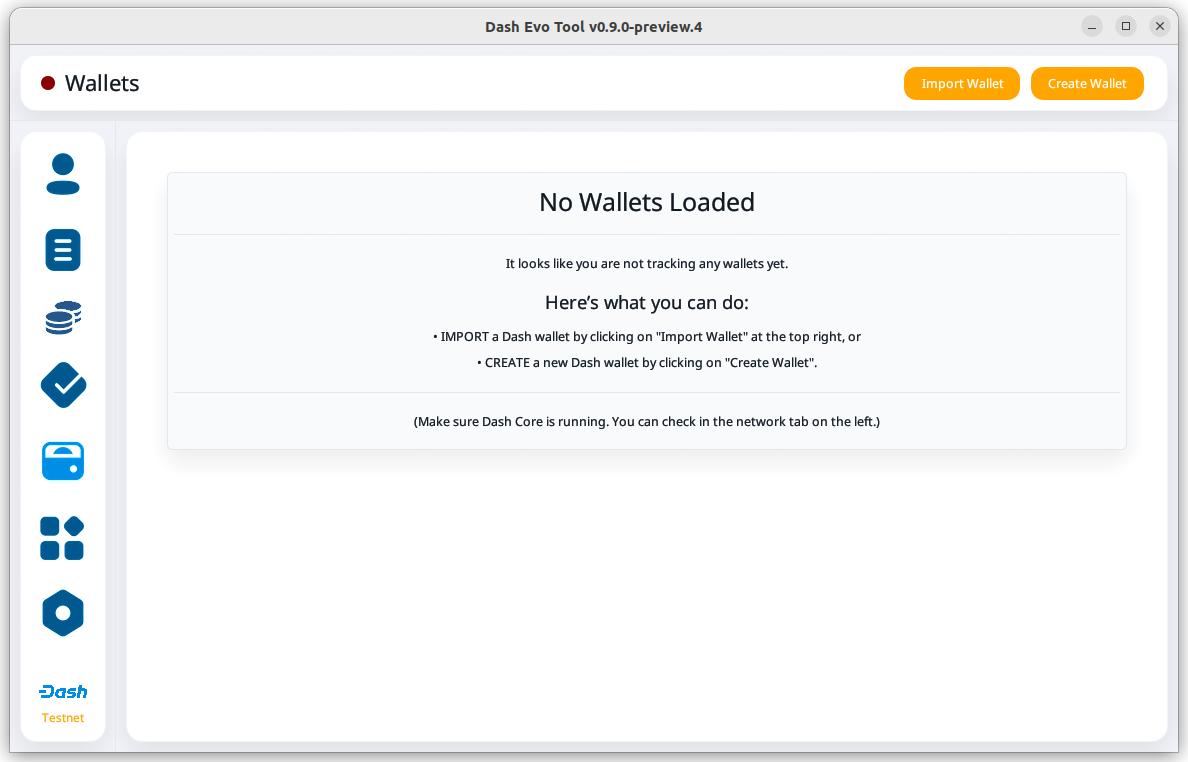 Dash Evo Tool v0.9.0-preview.4
Wallets
Import Wallet
Create Wallet
No Wallets Loaded
It looks like you are not tracking any wallets yet.
Here’s what you can do:
• IMPORT a Dash wallet by clicking on "Import Wallet" at the top right, or
• CREATE a new Dash wallet by clicking on "Create Wallet".
(Make sure Dash Core is running. You can check in the network tab on the left.)
Dash
Testnet